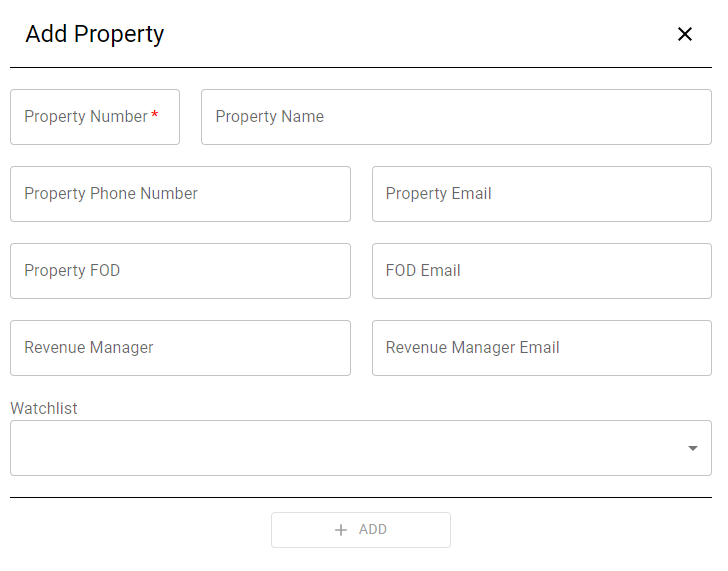 Add Property
Property Number *
Property Name
Property Phone Number
Property Email
Property FOD
FOD Email
Revenue Manager
Revenue Manager Email
Watchlist
ADD